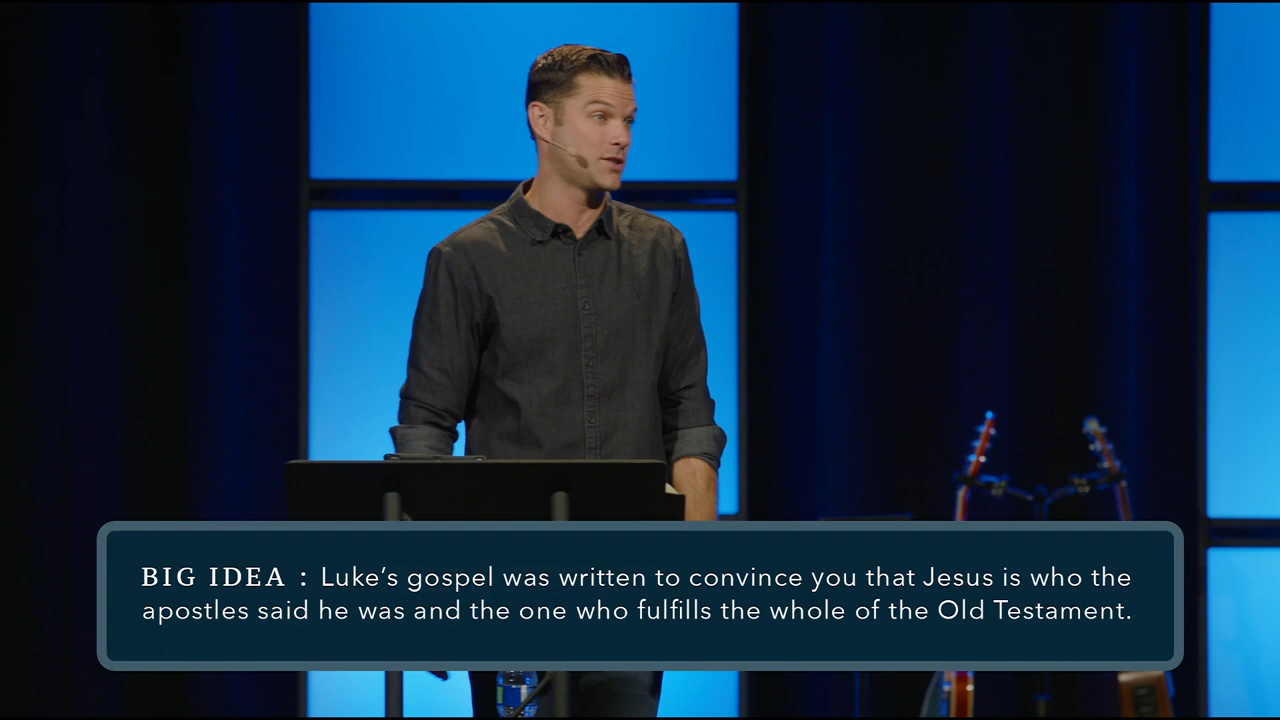 BIG IDEA : Luke’s gospel was written to convince you that Jesus is who the
apostles said he was and the one who fulfills the whole of the Old Testament.